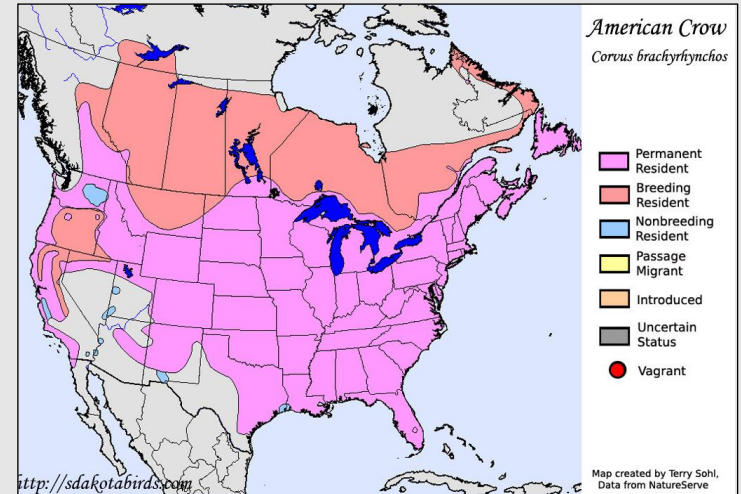 American Crow
Corvus brachyrhynchos
Permanent
Resident
Breeding
Resident
Nonbreeding
Resident
Passage
Migrant
Introduced
Uncertain
Status
Vagrant
Map created by Terry Sohl,
Data from NatureServe
http://sdakotabirds.com